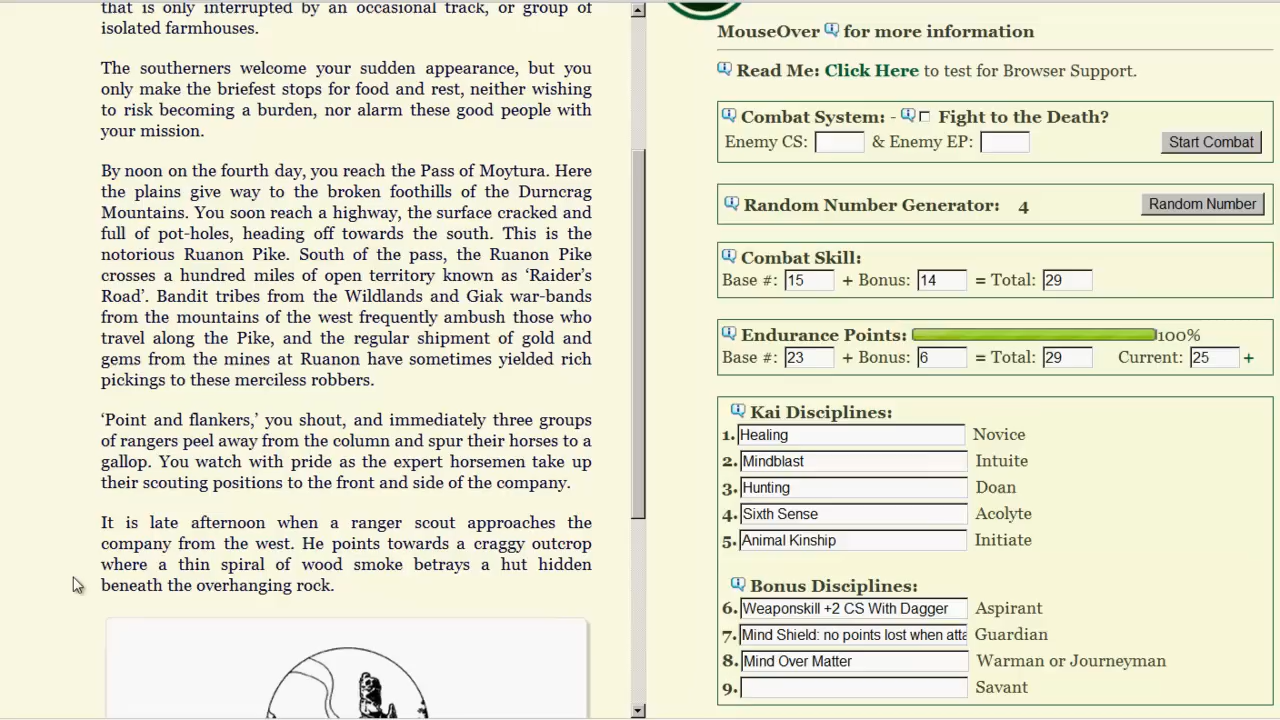 that is only interrupted by an occasional track, or group of
isolated farmhouses.
The southerners welcome your sudden appearance, but you
only make the briefest stops for food and rest, neither wishing
to risk becoming a burden, nor alarm these good people with
your mission.
By noon on the fourth day, you reach the Pass of Moytura. Here
the plains give way to the broken foothills of the Durncrag
Mountains. You soon reach a highway, the surface cracked and
full of pot-holes, heading off towards the south. This is the
notorious Ruanon Pike. South of the pass, the Ruanon Pike
crosses a hundred miles of open territory known as ‘Raider’s
Road’. Bandit tribes from the Wildlands and Giak war-bands
from the mountains of the west frequently ambush those who
travel along the Pike, and the regular shipment of gold and
gems from the mines at Ruanon have sometimes yielded rich
pickings to these merciless robbers.
‘Point and flankers,’ you shout, and immediately three groups
of rangers peel away from the column and spur their horses to a
gallop. You watch with pride as the expert horsemen take up
their scouting positions to the front and side of the company.
It is late afternoon when a ranger scout approaches the
company from the west. He points towards a craggy outcrop
where a thin spiral of wood smoke betrays a hut hidden
beneath the overhanging rock.
MouseOver for more information
Read Me: Click Here to test for Browser Support.
Combat System: - Fight to the Death?
Enemy CS: & Enemy EP: Start Combat
Random Number Generator: 4 Random Number
Combat Skill:
Base #: 15 + Bonus: 14 = Total: 29
Endurance Points: 100%
Base #: 23 + Bonus: 6 = Total: 29 Current: 25 +
Kai Disciplines:
1. Healing Novice
2. Mindblast Intuite
3. Hunting Doan
4. Sixth Sense Acolyte
5. Animal Kinship Initiate
Bonus Disciplines:
6. Weaponskill +2 CS With Dagger Aspirant
7. Mind Shield: no points lost when atta Guardian
8. Mind Over Matter Warman or Journeyman
9. Savant